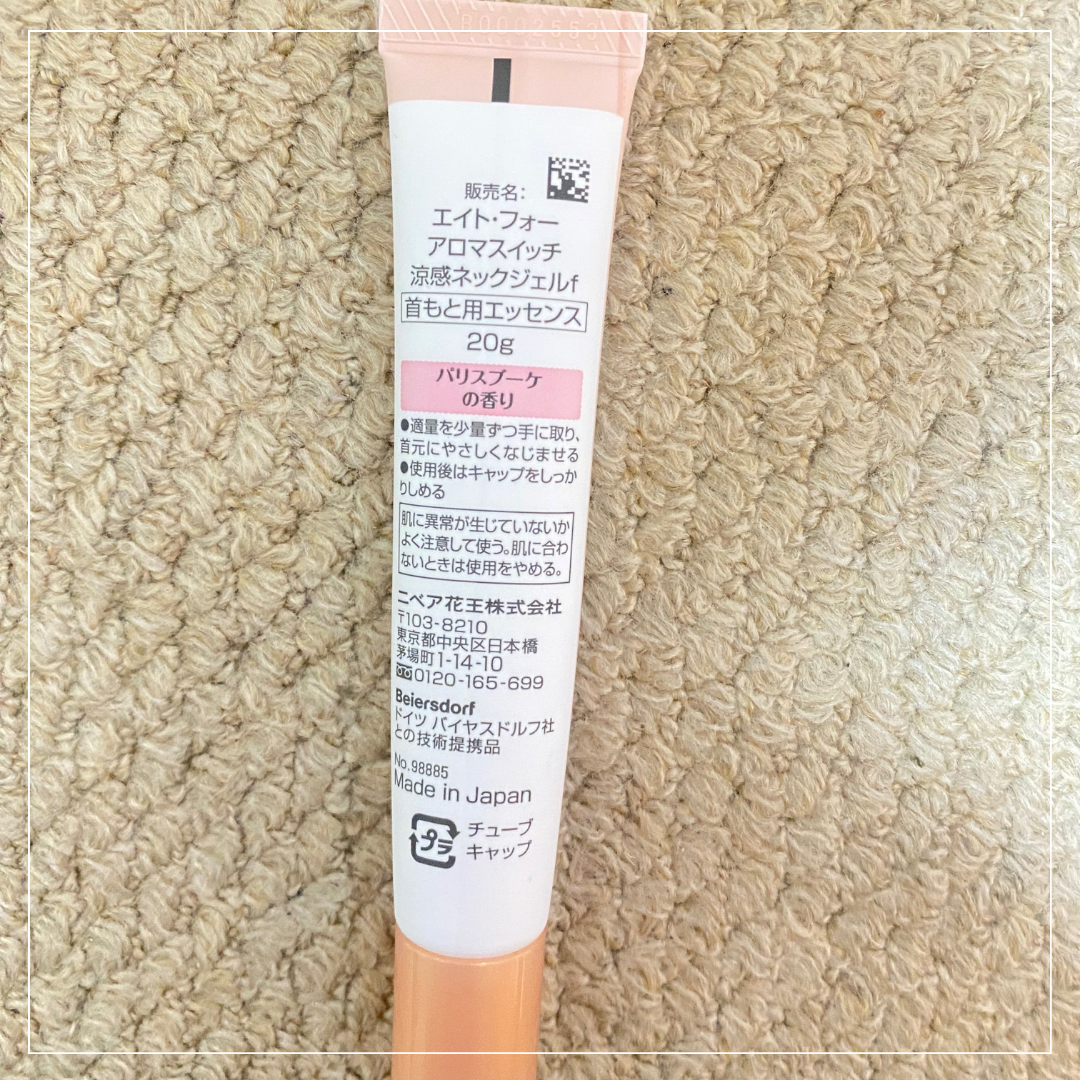 B0002553
販売名:
エイト・フォー
アロマスイッチ
涼感ネックジェルf
首もと用エッセンス
20g
パリスブーケ
の香り
●適量を少量ずつ手に取り、
首元にやさしくなじませる
●使用後はキャップをしっか
りしめる
肌に異常が生じていないか
よく注意して使う。肌に合わ
ないときは使用をやめる。
ニベア花王株式会社
〒103-8210
東京都中央区日本橋
茅場町1-14-10
0120-165-699
Beiersdorf
ドイツ バイヤスドルフ社
との技術提携品
No.98885
Made in Japan
プラ
チューブ
キャップ